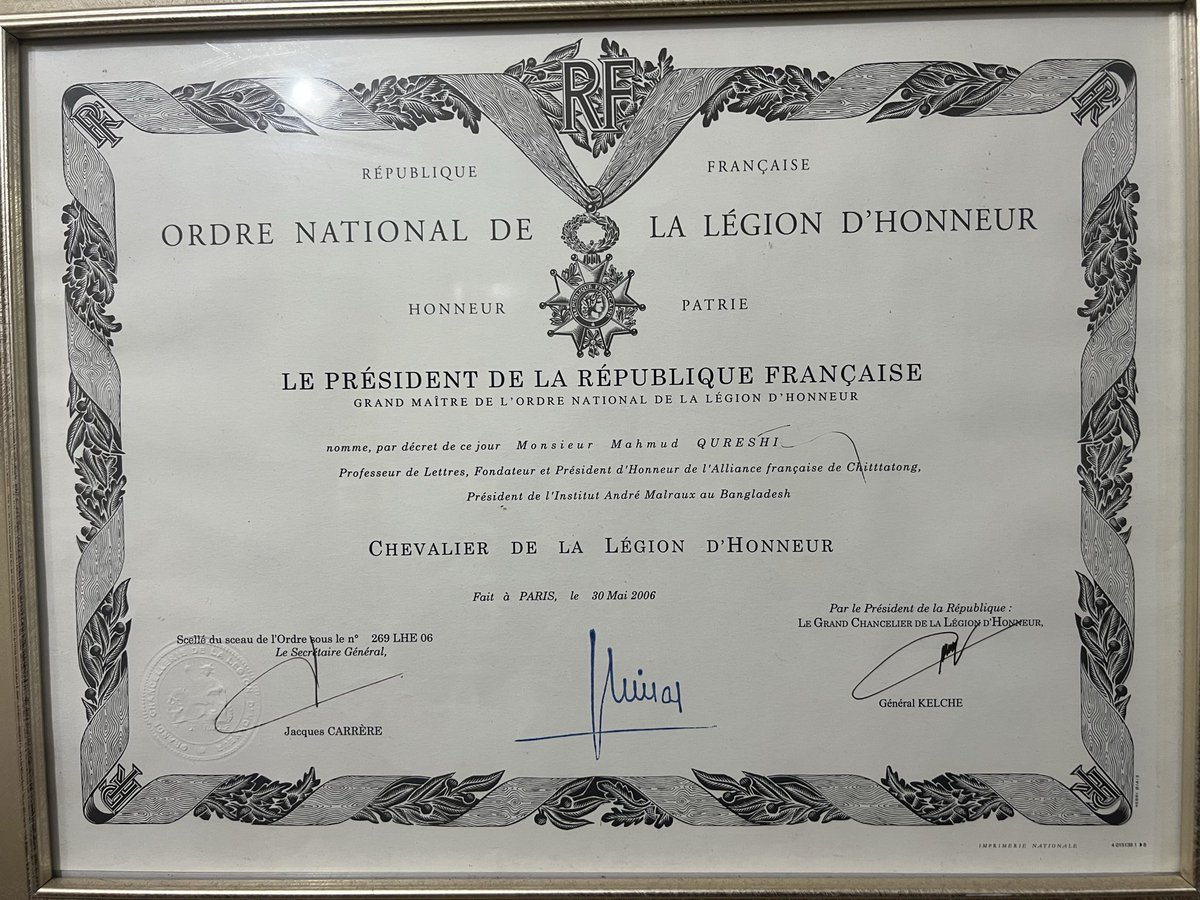 RF
RF
RF
RÉPUBLIQUE FRANÇAISE
ORDRE NATIONAL DE LA LÉGION D'HONNEUR
HONNEUR PATRIE
LE PRÉSIDENT DE LA RÉPUBLIQUE FRANÇAISE
GRAND MAÎTRE DE L'ORDRE NATIONAL DE LA LÉGION D'HONNEUR
nomme, par décret de ce jour Monsieur Mahmud QURESHI
Professeur de Lettres, Fondateur et Président d'Honneur de l'Alliance française de Chitttatong,
Président de l'Institut André Malraux au Bangladesh
CHEVALIER DE LA LÉGION D'HONNEUR
Fait à PARIS, le 30 Mai 2006
Par le Président de la République :
LE GRAND CHANCELIER DE LA LÉGION D'HONNEUR,
Scellé du sceau de l'Ordre sous le n° 269 LHE 06
Le Secrétaire Général,
Général KELCHE
Jacques CARRÈRE
RF
RF
IMPRIMERIE NATIONALE